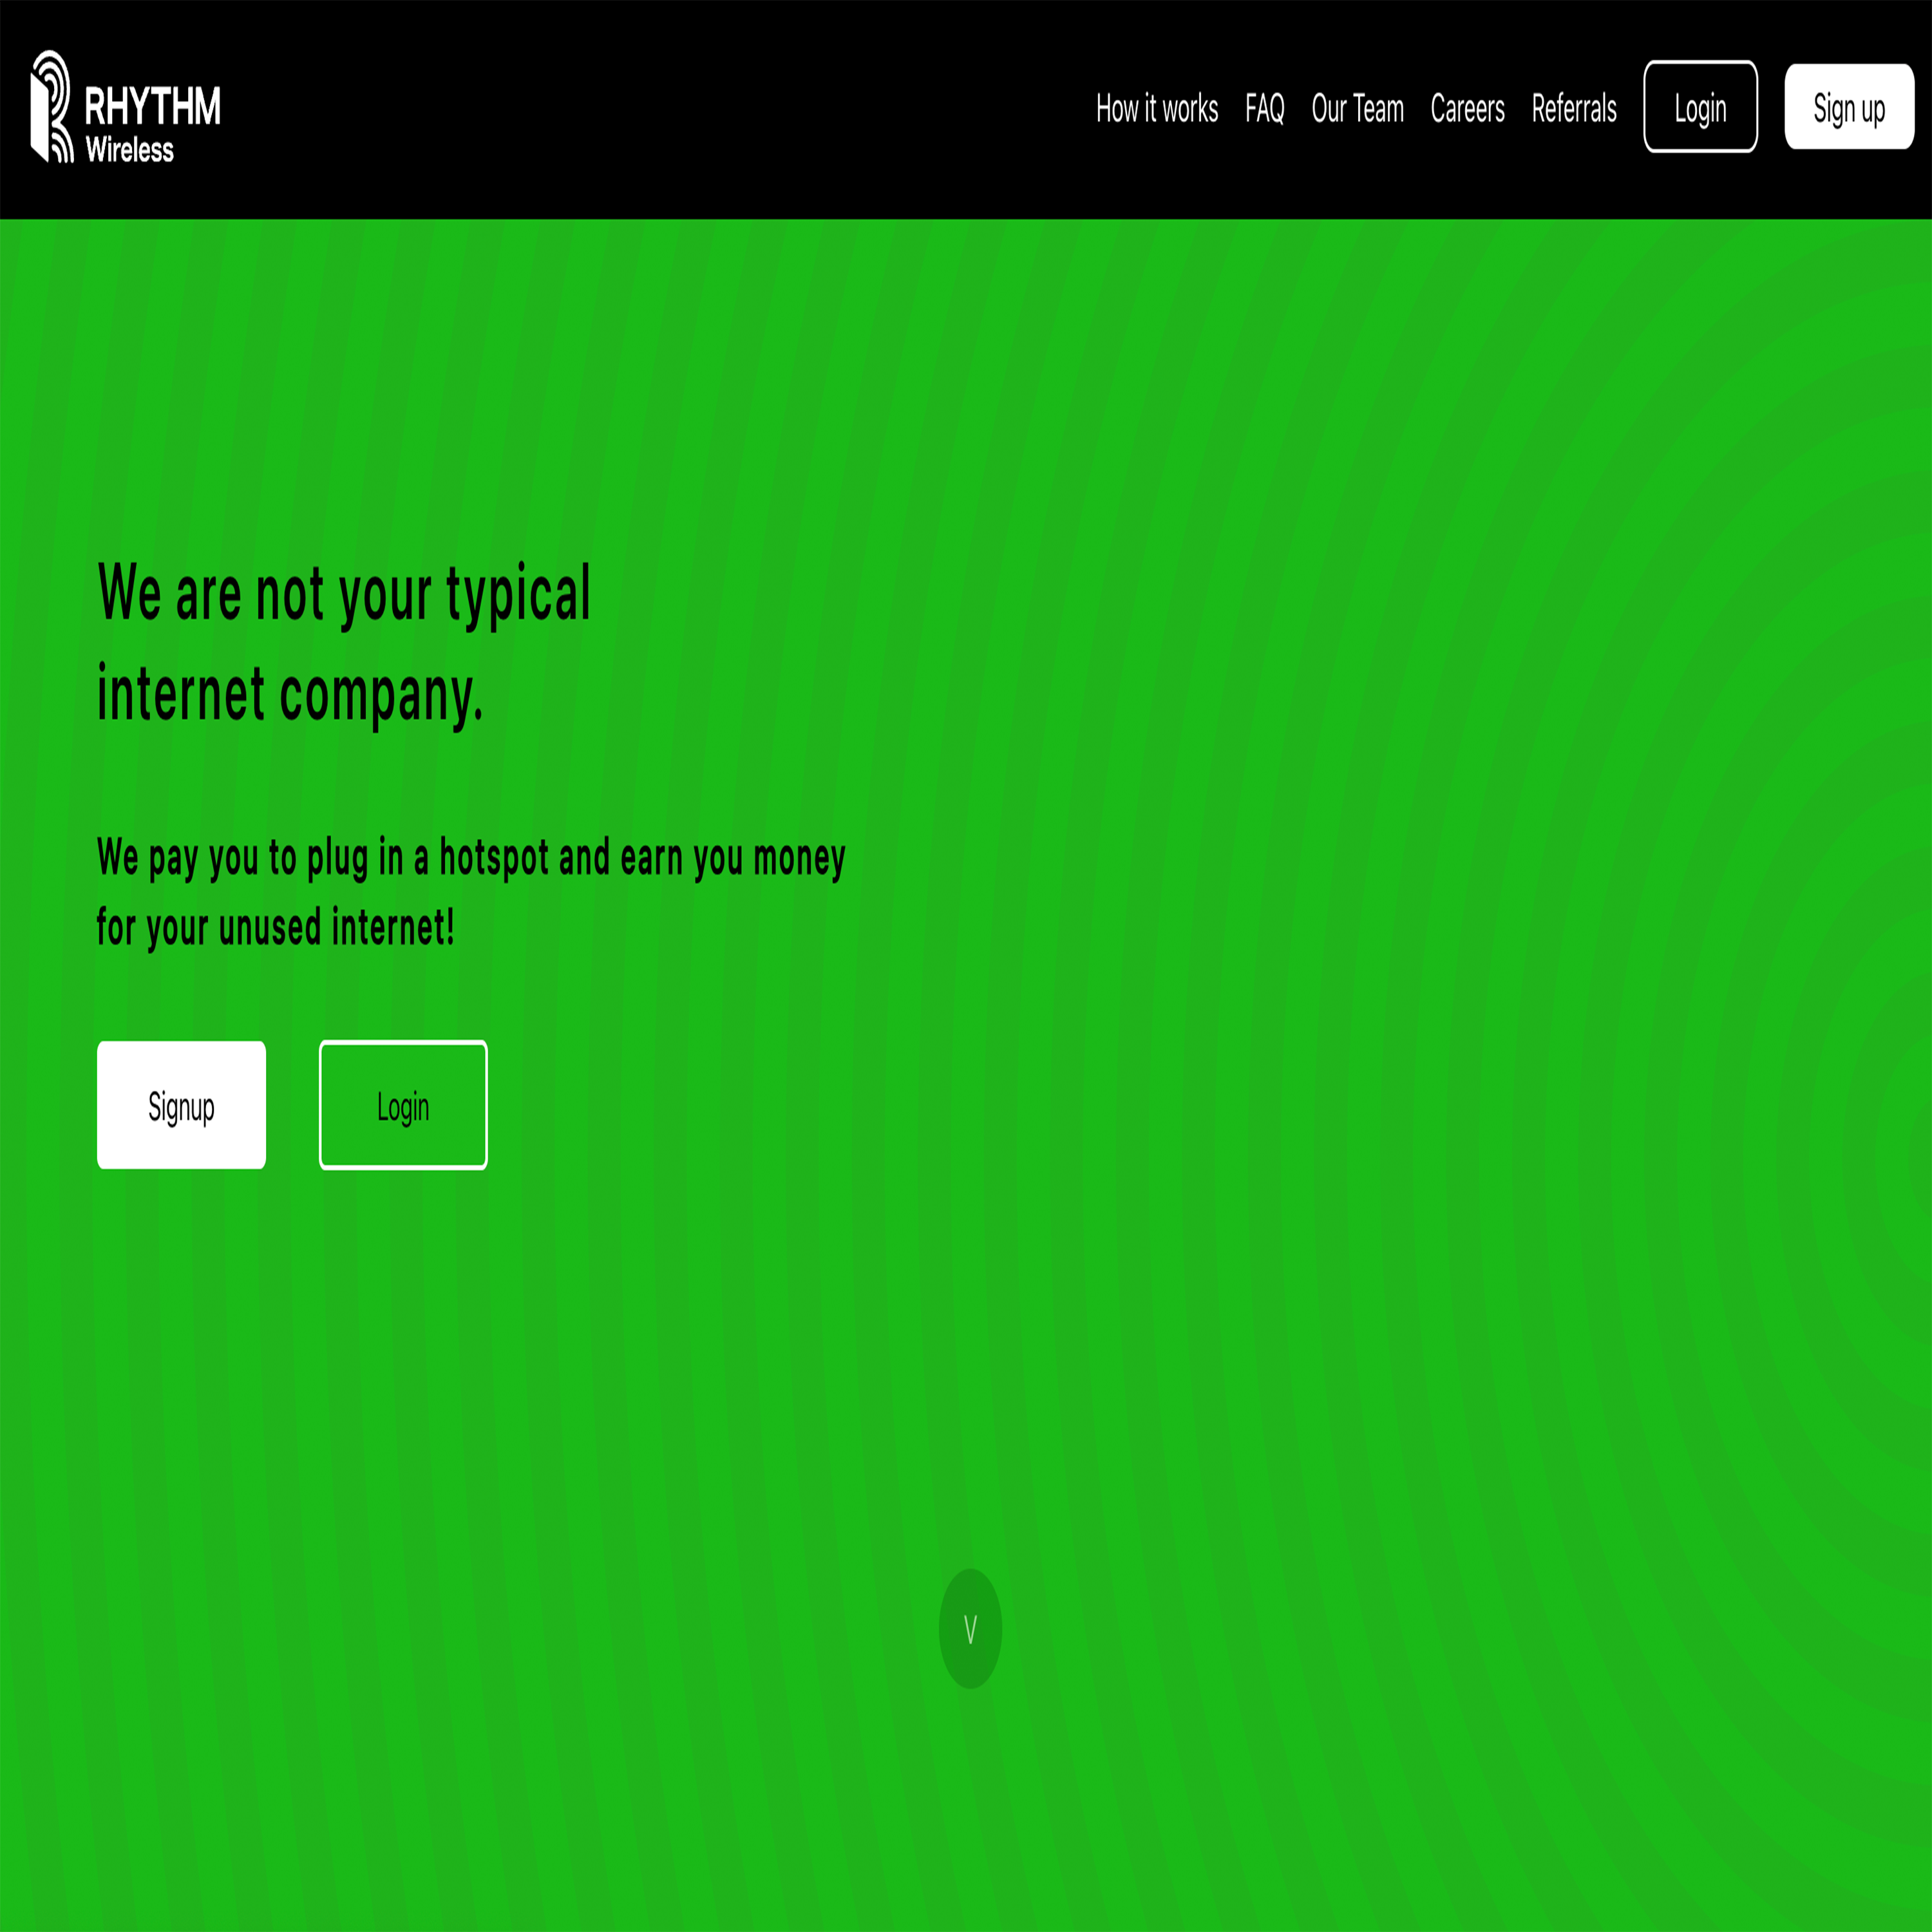 RHYTHM
Wireless
How it works FAQ Our Team Careers Referrals Login Sign up
We are not your typical
internet company.
We pay you to plug in a hotspot and earn you money
for your unused internet!
Signup Login
V